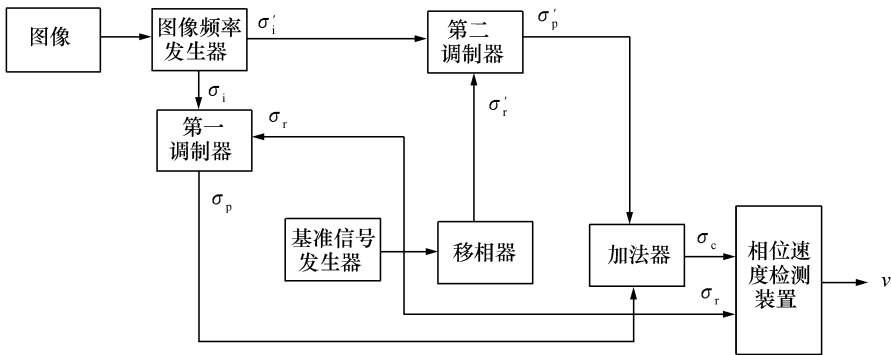 图像
图像频率
发生器
σ′i
第二
调制器
σ′p
σi
σ′r
第一
调制器
σr
σp
基准信号
发生器
移相器
加法器
σc
σr
相位速
度检测
装置
v